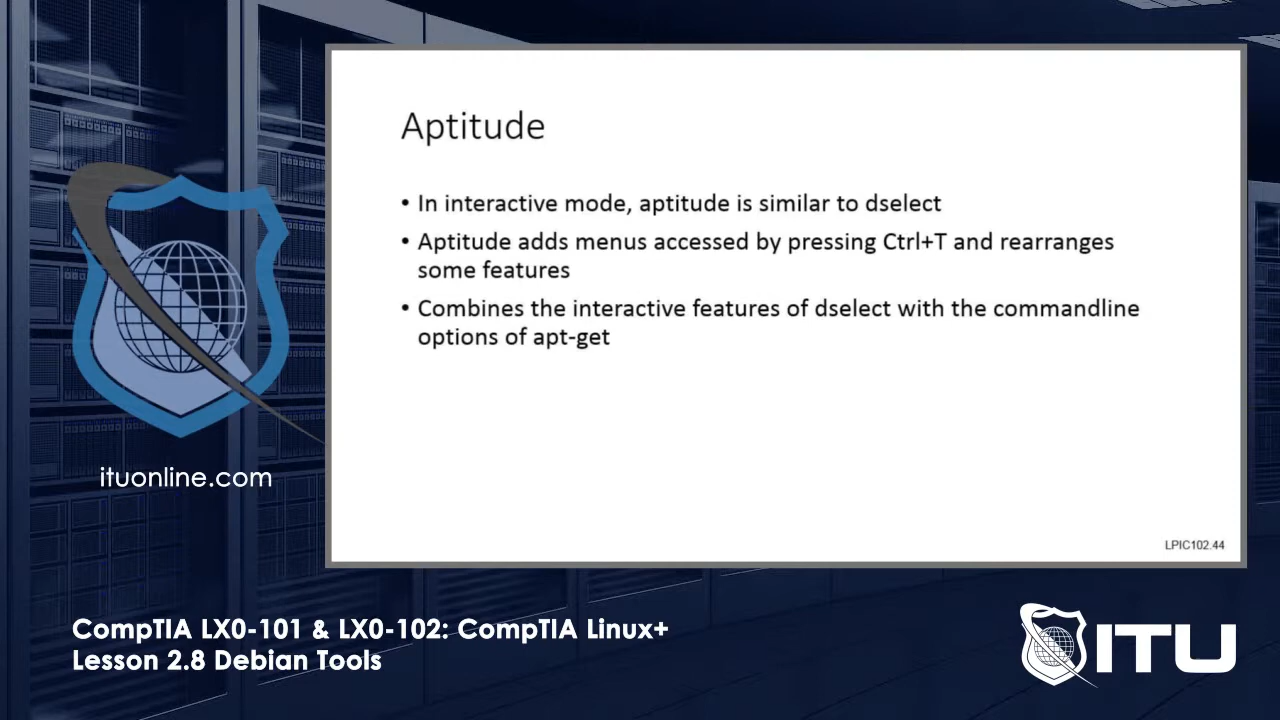 Aptitude
• In interactive mode, aptitude is similar to dselect
• Aptitude adds menus accessed by pressing Ctrl+T and rearranges
some features
• Combines the interactive features of dselect with the commandline
options of apt-get
LPIC102.44
ituonline.com
CompTIA LX0-101 & LX0-102: CompTIA Linux+
Lesson 2.8 Debian Tools
ITU